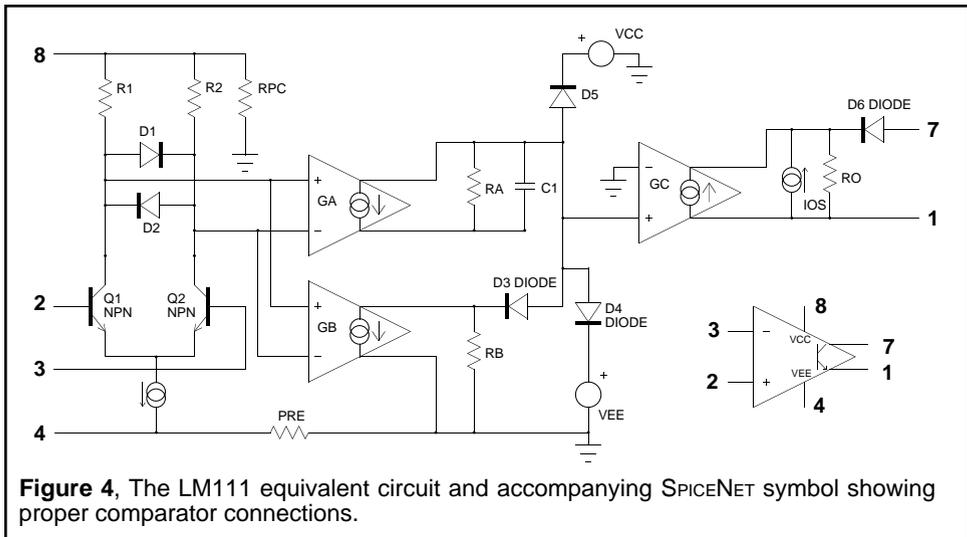 8
R1
R2
RPC
VCC
+
D5
D6 DIODE
7
D1
D2
+
GA
−
RA
C1
−
GC
+
IOS
RO
1
2
Q1
NPN
Q2
NPN
+
GB
−
D3 DIODE
RB
D4
DIODE
+
VEE
3
4
PRE
8
3
−
VCC
7
2
+
VEE
1
4
Figure 4, The LM111 equivalent circuit and accompanying SPICENET symbol showing
proper comparator connections.